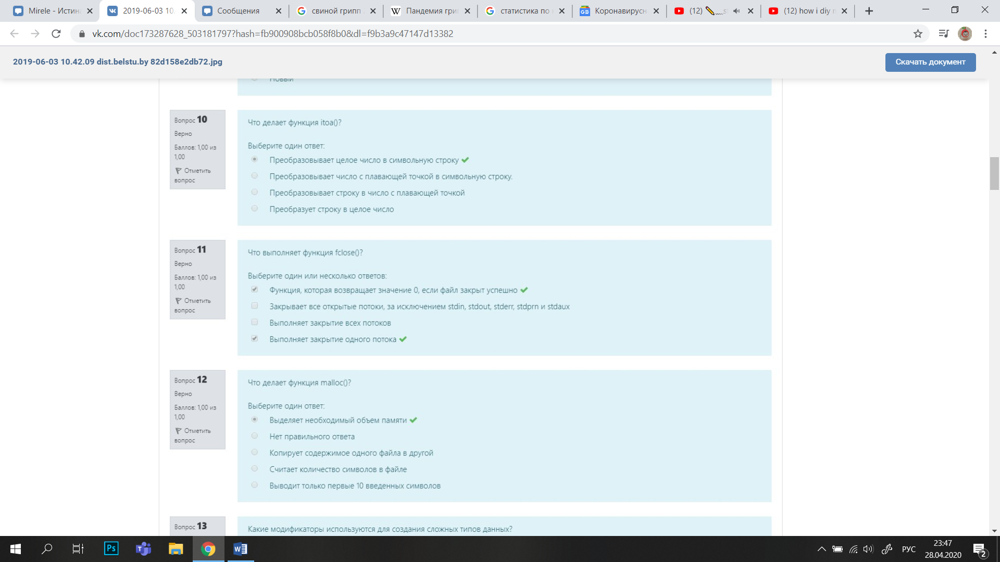 Mirele - Истин
2019-06-03 10.
Сообщения
свиной грипп
Пандемия гри
статистика по
Коронавирусн
(12)
(12) how i diy
vk.com/doc173287628_503181797?hash=fb900908bcb058f8b0&dl=f9b3a9c47147d13382
2019-06-03 10.42.09 dist.belstu.by 82d158e2db72.jpg
Скачать документ
Новый
Вопрос 10
Верно
Баллов: 1,00 из
1,00
Отметить
вопрос
Что делает функция itoa()?
Выберите один ответ:
Преобразовывает целое число в символьную строку
Преобразовывает число с плавающей точкой в символьную строку.
Преобразовывает строку в число с плавающей точкой
Преобразует строку в целое число
Вопрос 11
Верно
Баллов: 1,00 из
1,00
Отметить
вопрос
Что выполняет функция fclose()?
Выберите один или несколько ответов:
Функция, которая возвращает значение 0, если файл закрыт успешно
Закрывает все открытые потоки, за исключением stdin, stdout, stderr, stdprn и stdaux
Выполняет закрытие всех потоков
Выполняет закрытие одного потока
Вопрос 12
Верно
Баллов: 1,00 из
1,00
Отметить
вопрос
Что делает функция malloc()?
Выберите один ответ:
Выделяет необходимый объем памяти
Нет правильного ответа
Копирует содержимое одного файла в другой
Считает количество символов в файле
Выводит только первые 10 введенных символов
Вопрос 13
Какие модификаторы используются для создания сложных типов данных?
РУС
23:47
28.04.2020
2